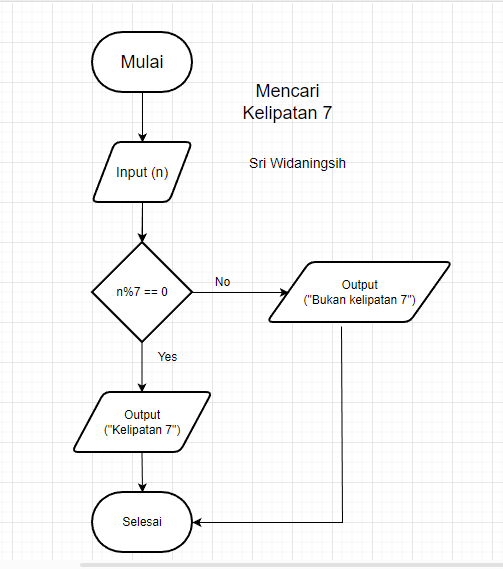 Mulai
Mencari
Kelipatan 7
Sri Widaningsih
Input (n)
n%7 == 0
No
Output
("Bukan kelipatan 7")
Yes
Output
("Kelipatan 7")
Selesai